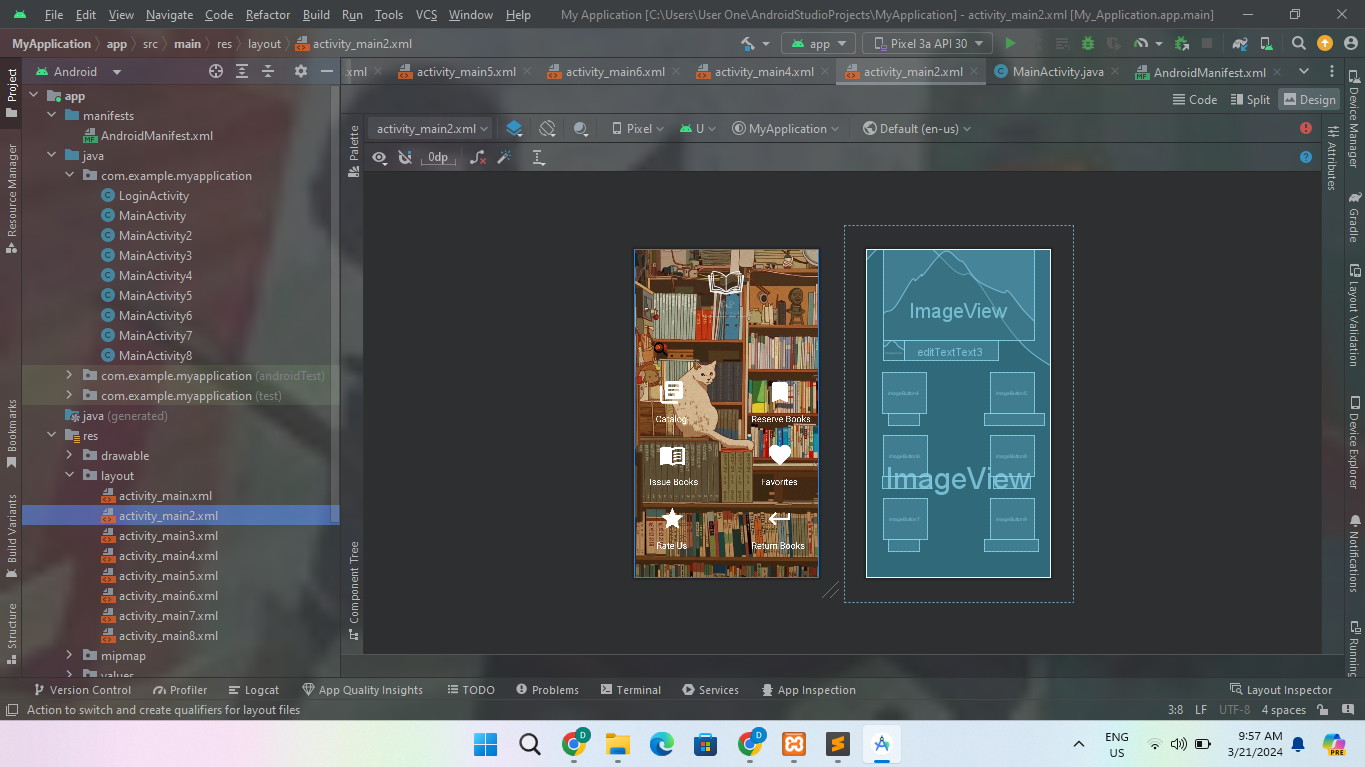 File Edit View Navigate Code Refactor Build Run Tools VCS Window Help My Application [C:\Users\User One\AndroidStudioProjects\MyApplication] - activity_main2.xml [My_Application.app.main]
MyApplication app src main res layout activity_main2.xml app Pixel 3a API 30
Project
Android
.xml activity_main5.xml activity_main6.xml activity_main4.xml activity_main2.xml MainActivity.java AndroidManifest.xml
Code Split Design
activity_main2.xml Pixel U MyApplication Default (en-us)
0dp
app
manifests
AndroidManifest.xml
java
com.example.myapplication
LoginActivity
MainActivity
MainActivity2
MainActivity3
MainActivity4
MainActivity5
MainActivity6
MainActivity7
MainActivity8
com.example.myapplication (androidTest)
com.example.myapplication (test)
java (generated)
res
drawable
layout
activity_main.xml
activity_main2.xml
activity_main3.xml
activity_main4.xml
activity_main5.xml
activity_main6.xml
activity_main7.xml
activity_main8.xml
mipmap
values
Resource Manager
Bookmarks
Build Variants
Structure
Palette
Component Tree
Catalog
Reserve Books
Issue Books
Favorites
Rate Us
Return Books
ImageView
editTextText3
ImageView
Attributes
Device Manager
Gradle
Layout Validation
Device Explorer
Notifications
Running
Version Control Profiler Logcat App Quality Insights TODO Problems Terminal Services App Inspection Layout Inspector
Action to switch and create qualifiers for layout files 3:8 LF UTF-8 4 spaces
D
D
ENG
US
9:57 AM
3/21/2024
PRE